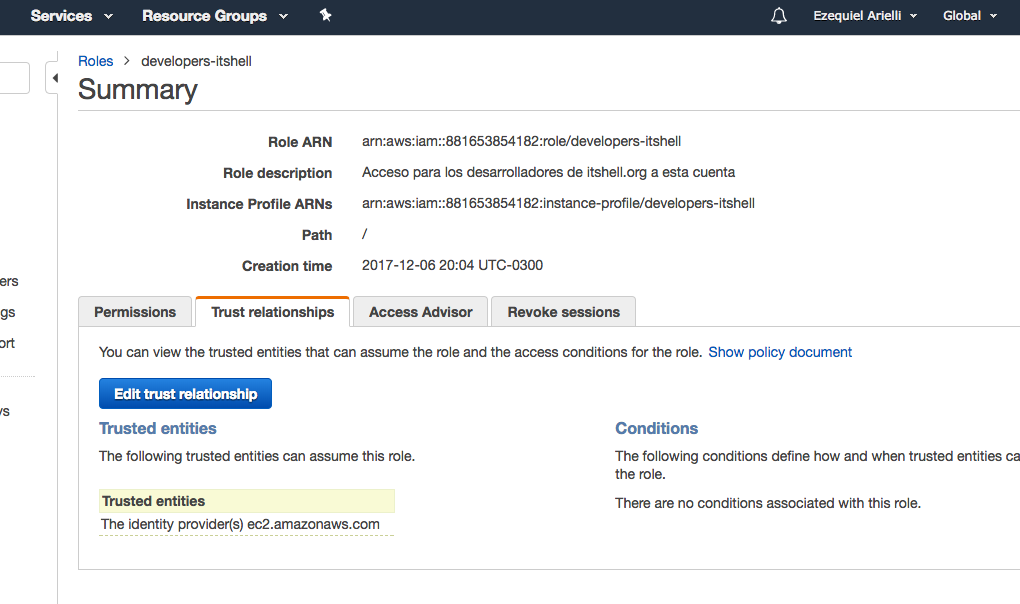 Services Resource Groups Ezequiel Arielli Global
Roles > developers-itshell
Summary
Role ARN arn:aws:iam::881653854182:role/developers-itshell
Role description Acceso para los desarrolladores de itshell.org a esta cuenta
Instance Profile ARNs arn:aws:iam::881653854182:instance-profile/developers-itshell
Path /
Creation time 2017-12-06 20:04 UTC-0300
ers
gs
ort
ys
Permissions Trust relationships Access Advisor Revoke sessions
You can view the trusted entities that can assume the role and the access conditions for the role. Show policy document
Edit trust relationship
Trusted entities
The following trusted entities can assume this role.
Trusted entities
The identity provider(s) ec2.amazonaws.com
Conditions
The following conditions define how and when trusted entities ca
the role.
There are no conditions associated with this role.